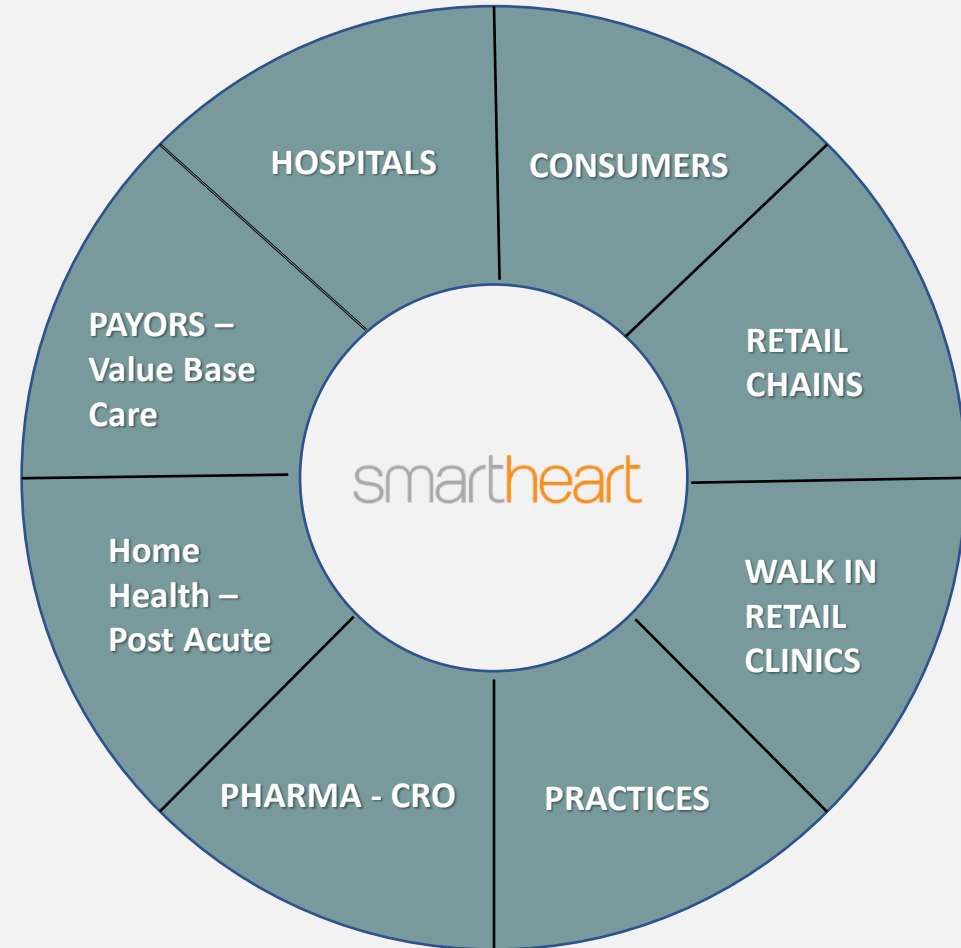 HOSPITALS
CONSUMERS
PAYORS –
Value Base
Care
RETAIL
CHAINS
smartheart
Home
Health –
Post Acute
WALK IN
RETAIL
CLINICS
PHARMA - CRO
PRACTICES